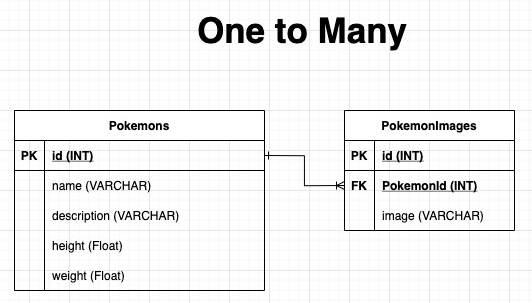 One to Many
Pokemons
PK id (INT)
name (VARCHAR)
description (VARCHAR)
height (Float)
weight (Float)
PokemonImages
PK id (INT)
FK PokemonId (INT)
image (VARCHAR)